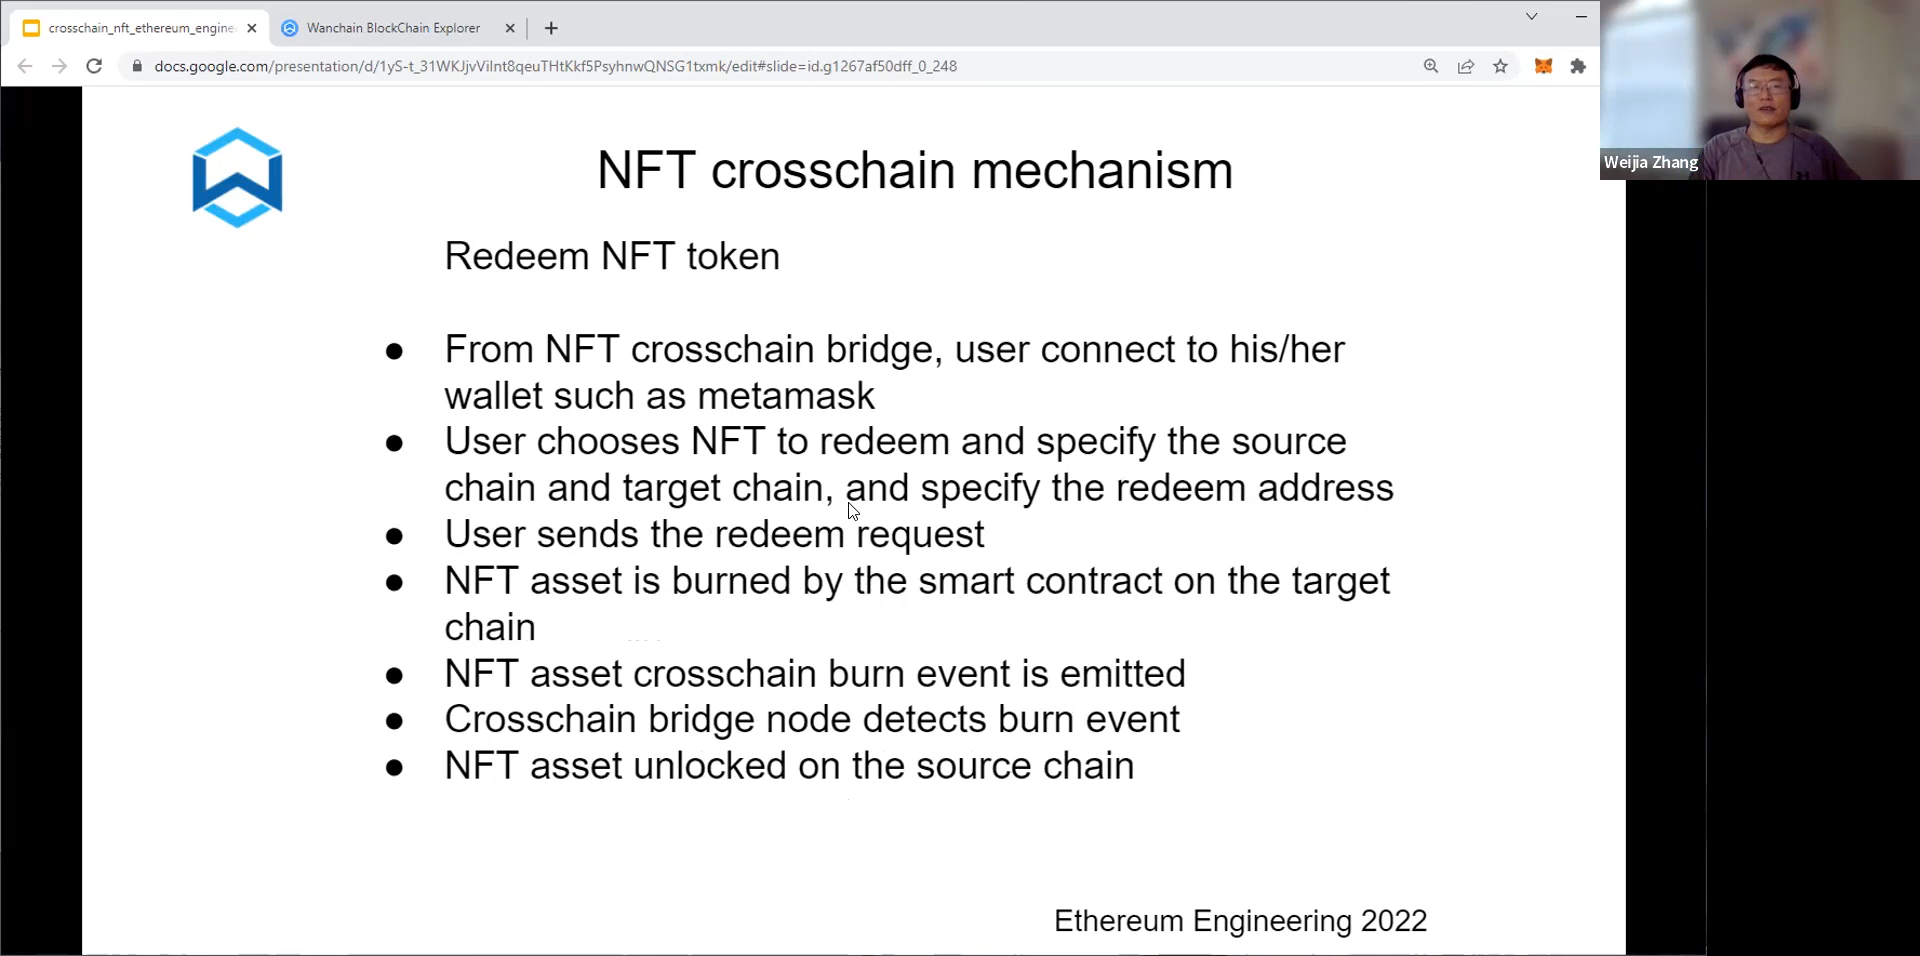 crosschain_nft_ethereum_engine
Wanchain BlockChain Explorer
docs.google.com/presentation/d/1yS-t_31WKJjvViInt8qeuTHtKkf5PsyhnwQNSG1txmk/edit#slide=id.g1267af50dff_0_248
Weijia Zhang
NFT crosschain mechanism
Redeem NFT token
● From NFT crosschain bridge, user connect to his/her
wallet such as metamask
● User chooses NFT to redeem and specify the source
chain and target chain, and specify the redeem address
● User sends the redeem request
● NFT asset is burned by the smart contract on the target
chain
● NFT asset crosschain burn event is emitted
● Crosschain bridge node detects burn event
● NFT asset unlocked on the source chain
Ethereum Engineering 2022